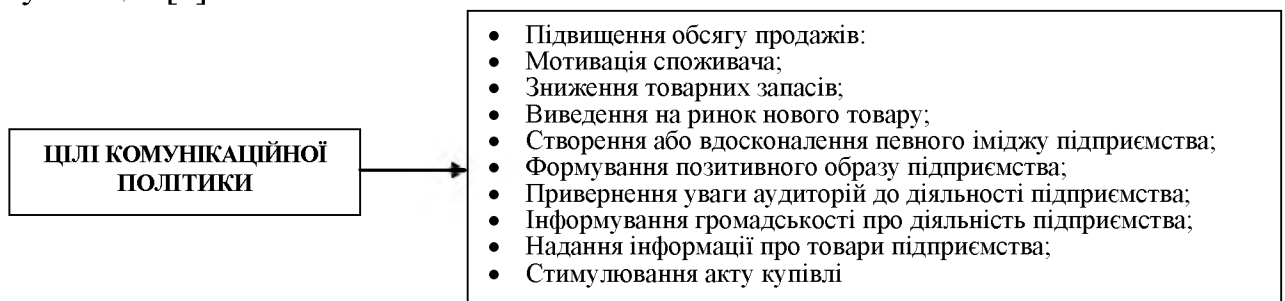 ЦІЛІ КОМУНІКАЦІЙНОЇ
ПОЛІТИКИ
• Підвищення обсягу продажів:
• Мотивація споживача;
• Зниження товарних запасів;
• Виведення на ринок нового товару;
• Створення або вдосконалення певного іміджу підприємства;
• Формування позитивного образу підприємства;
• Привернення уваги аудиторій до діяльності підприємства;
• Інформування громадськості про діяльність підприємства;
• Надання інформації про товари підприємства;
• Стимулювання акту купівлі